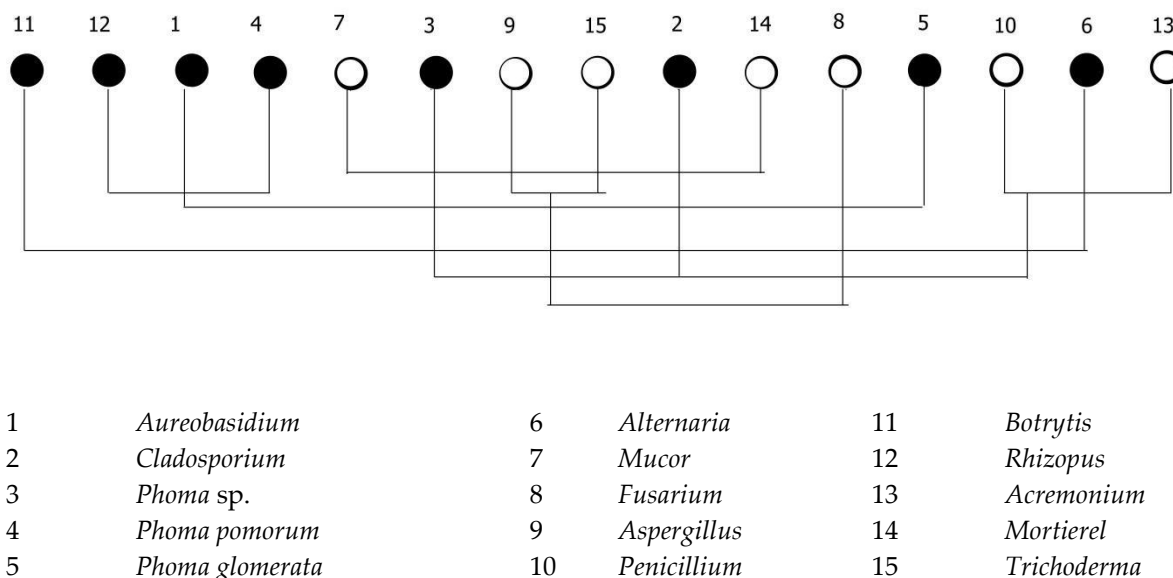 11 12 1 4 7 3 9 15 2 14 8 5 10 6 13
1 Aureobasidium 6 Alternaria 11 Botrytis
2 Cladosporium 7 Mucor 12 Rhizopus
3 Phoma sp. 8 Fusarium 13 Acremonium
4 Phoma pomorum 9 Aspergillus 14 Mortierel
5 Phoma glomerata 10 Penicillium 15 Trichoderma